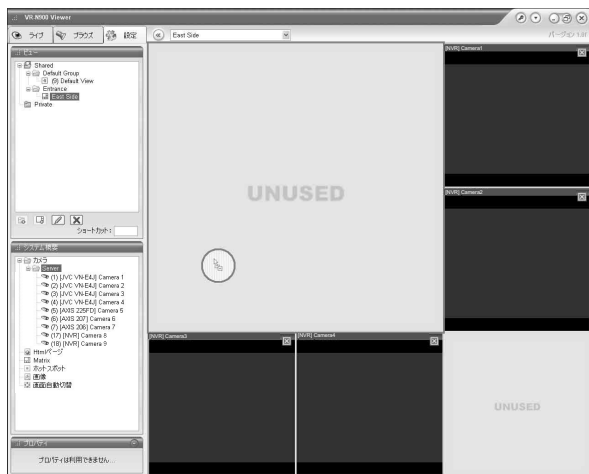 VR-N900 Viewer
ライブ
ブラウズ
設定
East Side
バージョン 1.0f
ビュー
Shared
Default Group
(9) Default View
Entrance
East Side
Private
ショートカット:
システム概要
カメラ
Server
(1) [JVC VN-E4J] Camera 1
(2) [JVC VN-E4J] Camera 2
(3) [JVC VN-E4J] Camera 3
(4) [JVC VN-E4J] Camera 4
(5) [AXIS 225FD] Camera 5
(6) [AXIS 207] Camera 6
(7) [AXIS 206] Camera 7
(17) [NVR] Camera 8
(18) [NVR] Camera 9
Htmlページ
Matrix
ホットスポット
画像
画面自動切替
プロパティ
プロパティは利用できません...
UNUSED
[NVR] Camera1
[NVR] Camera2
[NVR] Camera3
[NVR] Camera4
UNUSED